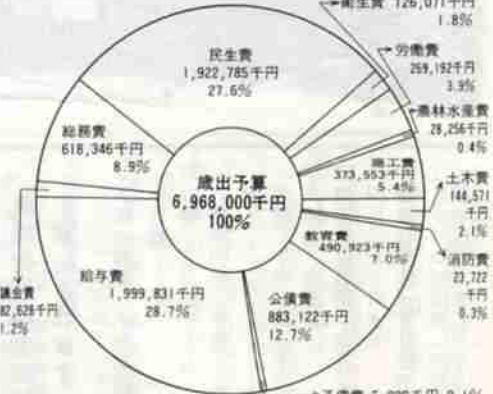 衛生費 126,071千円
1.8%
民生費
1,922,785千円
27.6%
労働費
269,192千円
3.9%
農林水産費
28,256千円
0.4%
商工費
373,553千円
5.4%
土木費
144,571
千円
2.1%
消防費
23,722
千円
0.3%
教育費
490,923千円
7.0%
公債費
883,122千円
12.7%
給与費
1,999,831千円
28.7%
議会費
82,628千円
1.2%
総務費
618,346千円
8.9%
歳出予算
6,968,000千円
100%